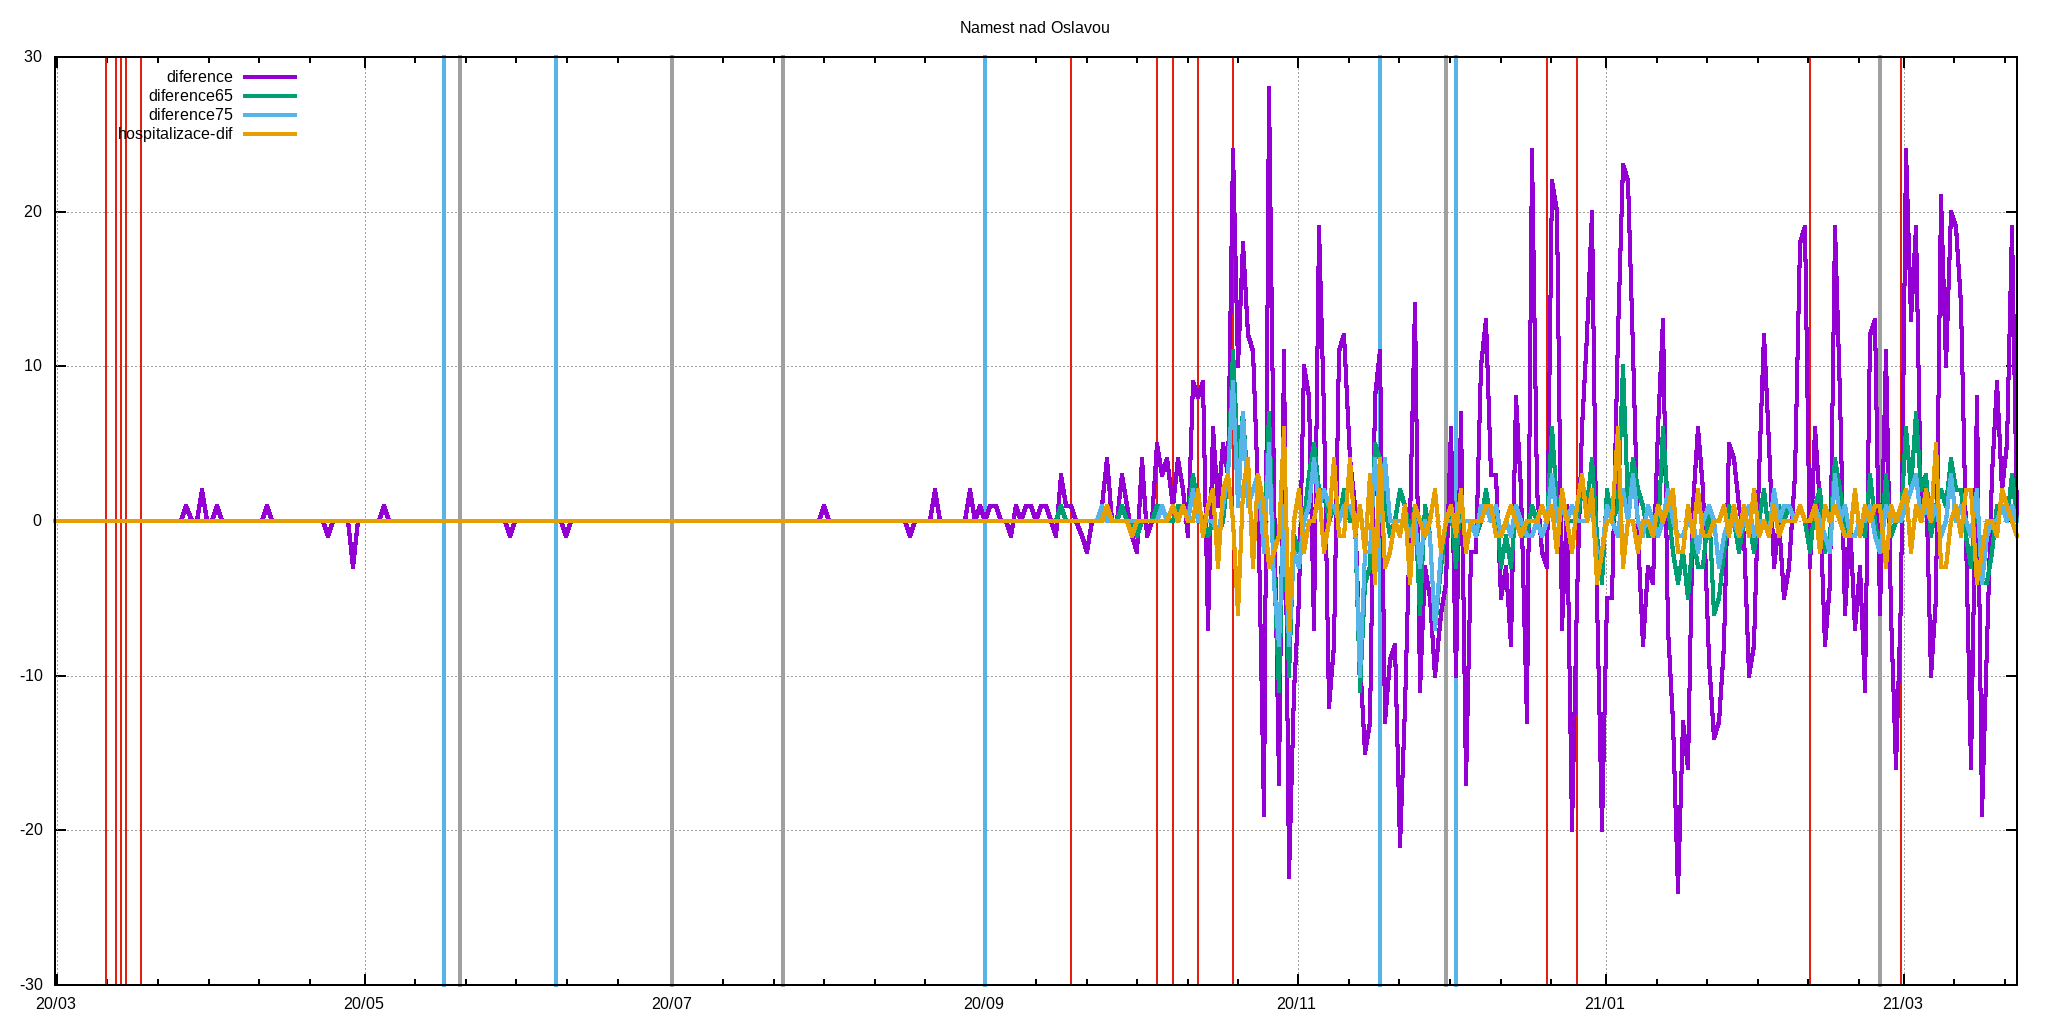 Namest nad Oslavou
30
20
10
0
-10
-20
-30
diference
diference65
diference75
hospitalizace-dif
20/03 20/05 20/07 20/09 20/11 21/01 21/03